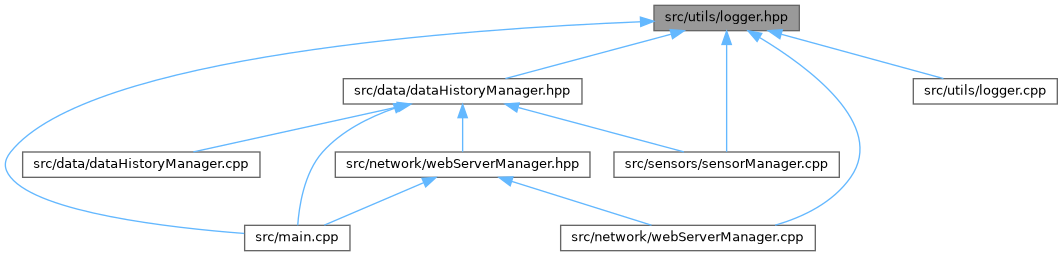 src/utils/logger.hpp
src/data/dataHistoryManager.hpp
src/utils/logger.cpp
src/data/dataHistoryManager.cpp
src/network/webServerManager.hpp
src/sensors/sensorManager.cpp
src/main.cpp
src/network/webServerManager.cpp